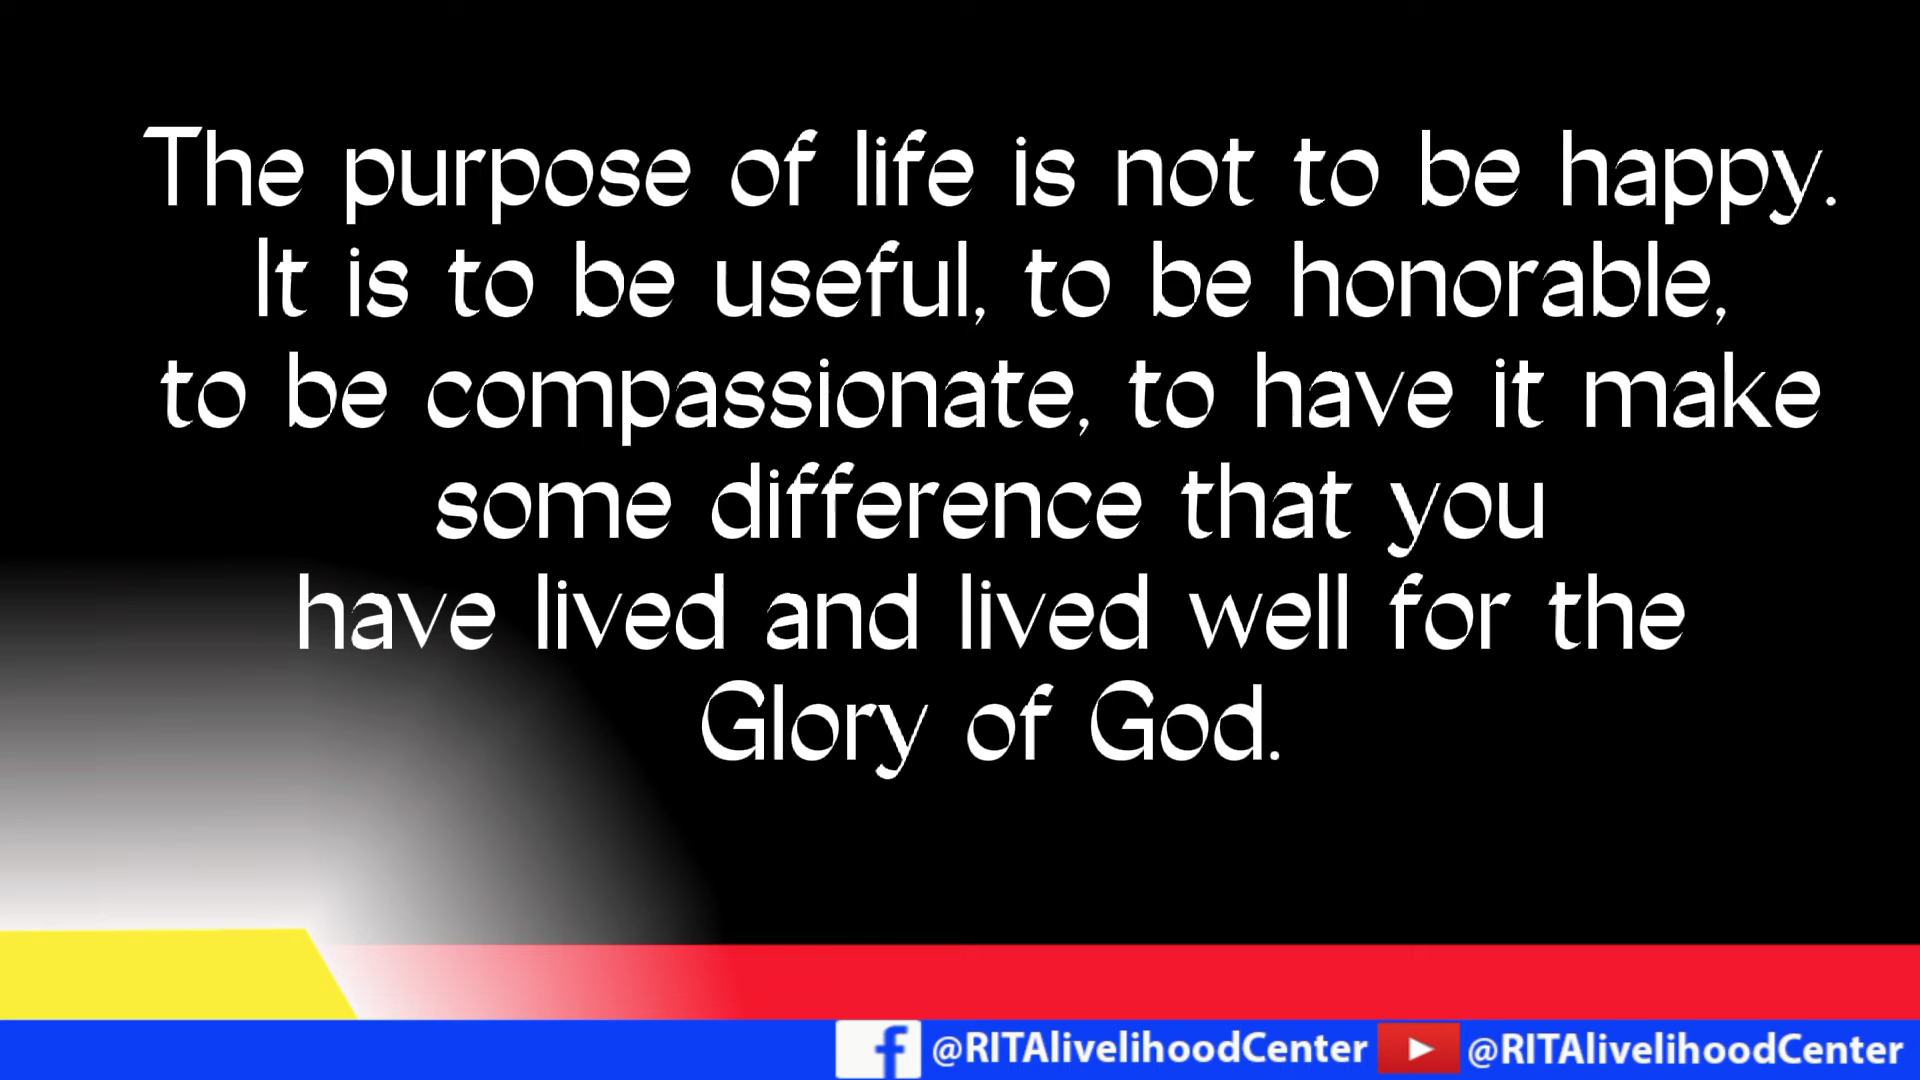 The purpose of life is not to be happy.
It is to be useful, to be honorable,
to be compassionate, to have it make
some difference that you
have lived and lived well for the
Glory of God.
@RITAlivelihoodCenter @RITAlivelihoodCenter